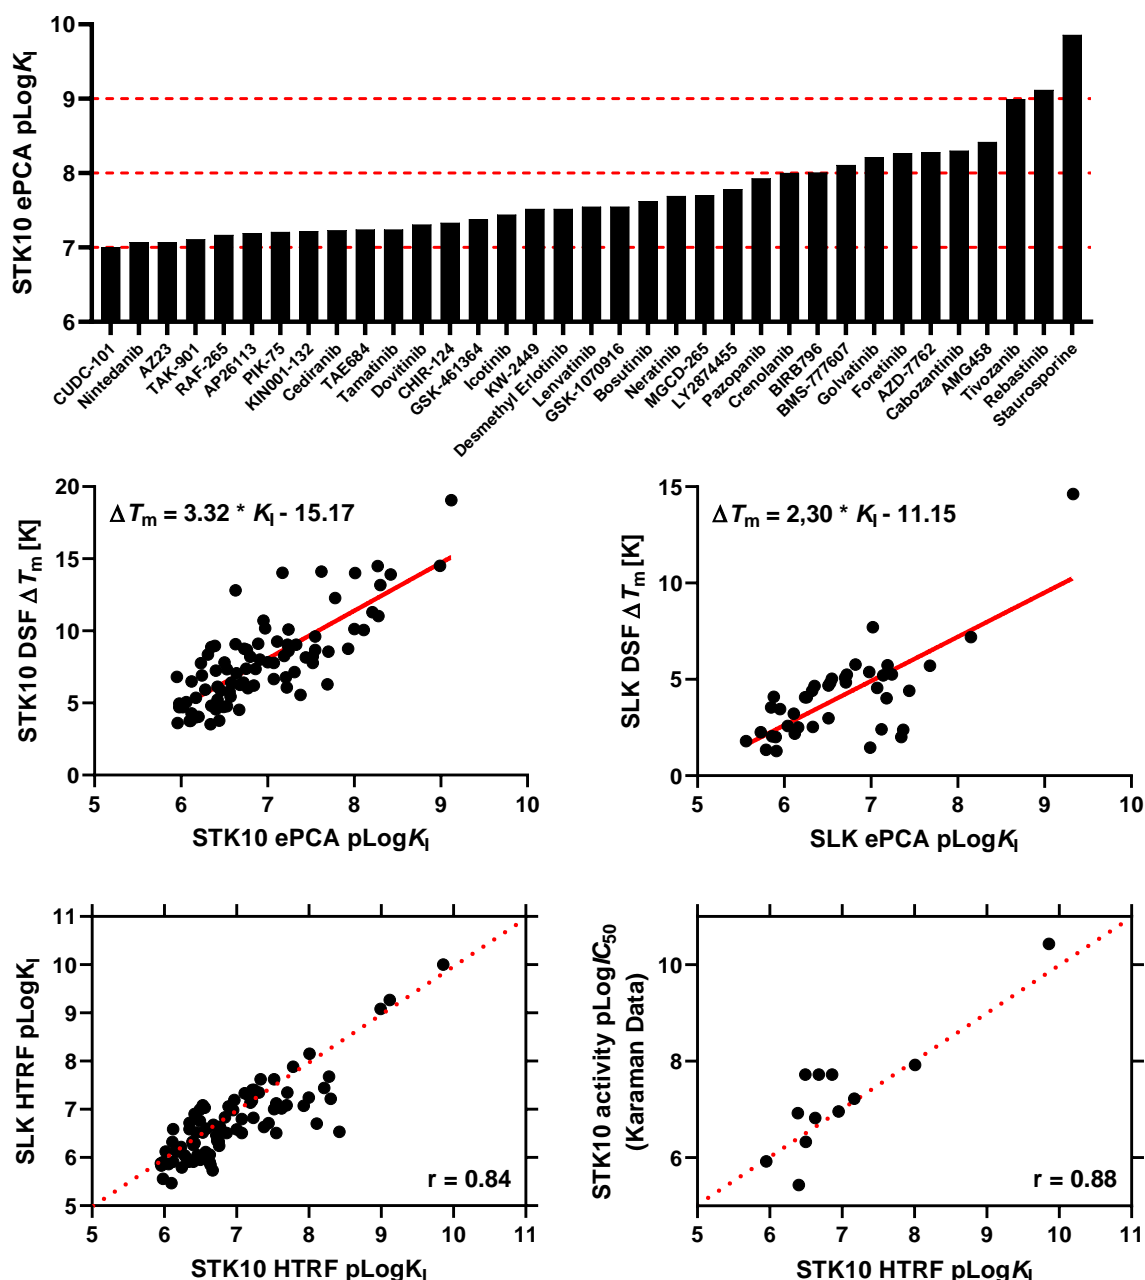 STK10 ePCA pLogKI
10
9
8
7
6
CUDC-101
Nintedanib
AZ23
TAK-901
RAF-265
AP26113
PIK-75
KIN001-132
Cediranib
TAE684
Tamatinib
Dovitinib
CHIR-124
GSK-461364
Icotinib
KW-2449
Desmethyl Erlotinib
Lenvatinib
GSK-1070916
Bosutinib
Neratinib
MGCD-265
LY2874455
Pazopanib
Crenolanib
BIRB796
BMS-777607
Golvatinib
Foretinib
AZD-7762
Cabozantinib
AMG458
Tivozanib
Rebastinib
Staurosporine
STK10 DSF Δ Tm [K]
20
15
10
5
0
ΔTm = 3.32 * KI - 15.17
5 6 7 8 9 10
STK10 ePCA pLogKI
SLK DSF Δ Tm [K]
15
10
5
0
ΔTm = 2,30 * KI - 11.15
5 6 7 8 9 10
SLK ePCA pLogKI
SLK HTRF pLogKI
11
10
9
8
7
6
5
r = 0.84
5 6 7 8 9 10 11
STK10 HTRF pLogKI
STK10 activity pLogIC50
(Karaman Data)
10
8
6
r = 0.88
5 6 7 8 9 10 11
STK10 HTRF pLogKI